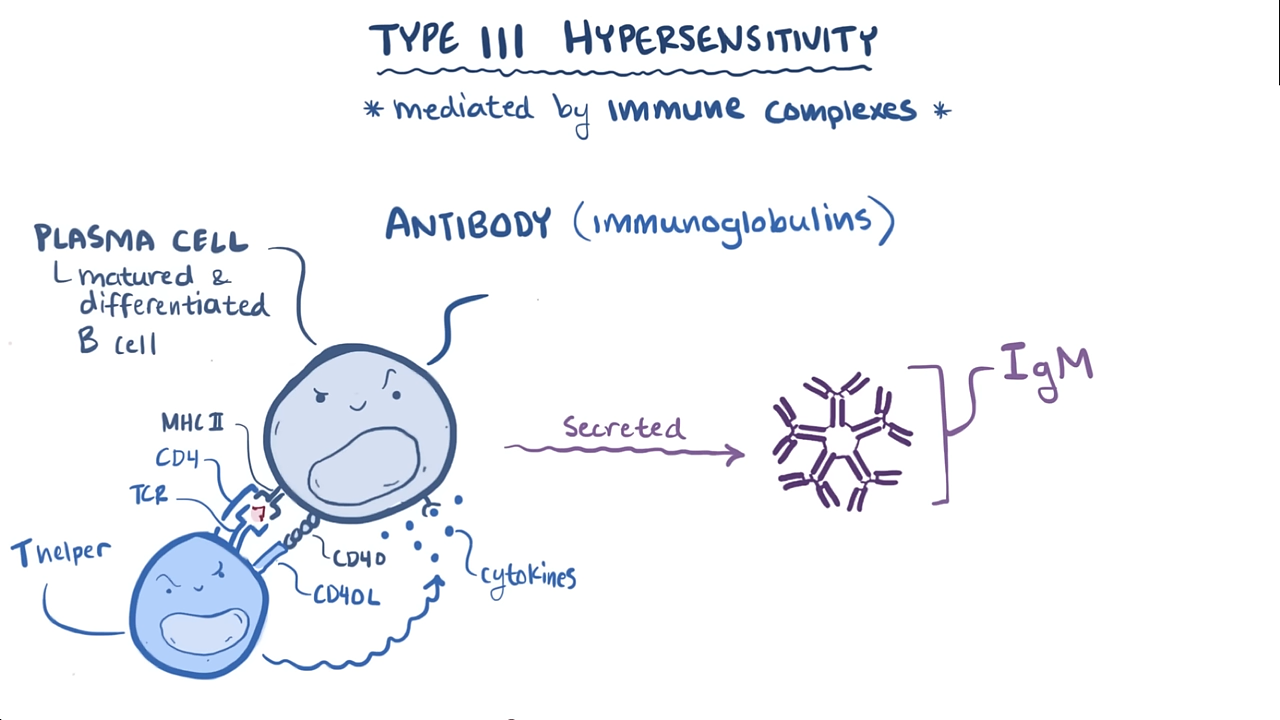 TYPE III HYPERSENSITIVITY
* mediated by immune complexes *
ANTIBODY (immunoglobulins)
PLASMA CELL
matured &
differentiated
B cell
MHC II
CD4
TCR
T helper
CD40
CD40L
cytokines
secreted
IgM